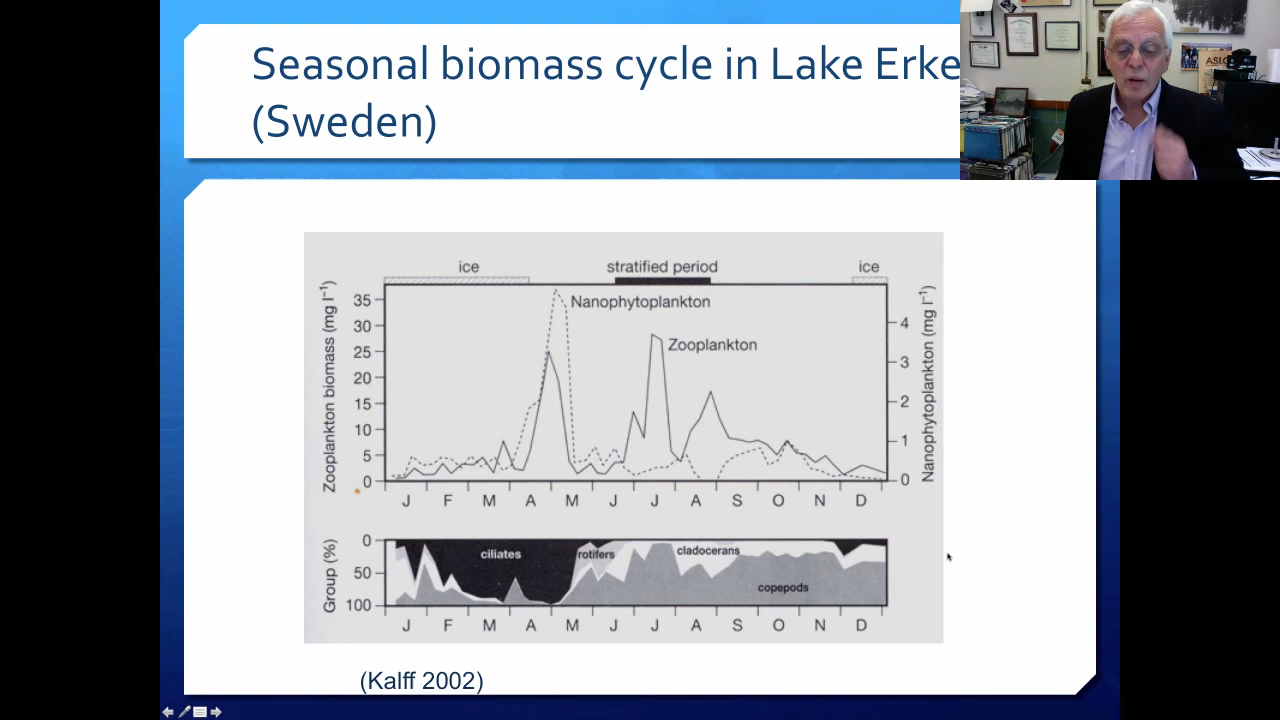 Seasonal biomass cycle in Lake Erke
(Sweden)
ASLO
ice
stratified period
ice
Zooplankton biomass (mg l⁻¹)
35
30
25
20
15
10
5
0
Nanophytoplankton
Zooplankton
4
3
2
1
0
Nanophytoplankton (mg l⁻¹)
J F M A M J J A S O N D
Group (%)
0
50
100
ciliates
rotifers
cladocerans
copepods
J F M A M J J A S O N D
(Kalff 2002)